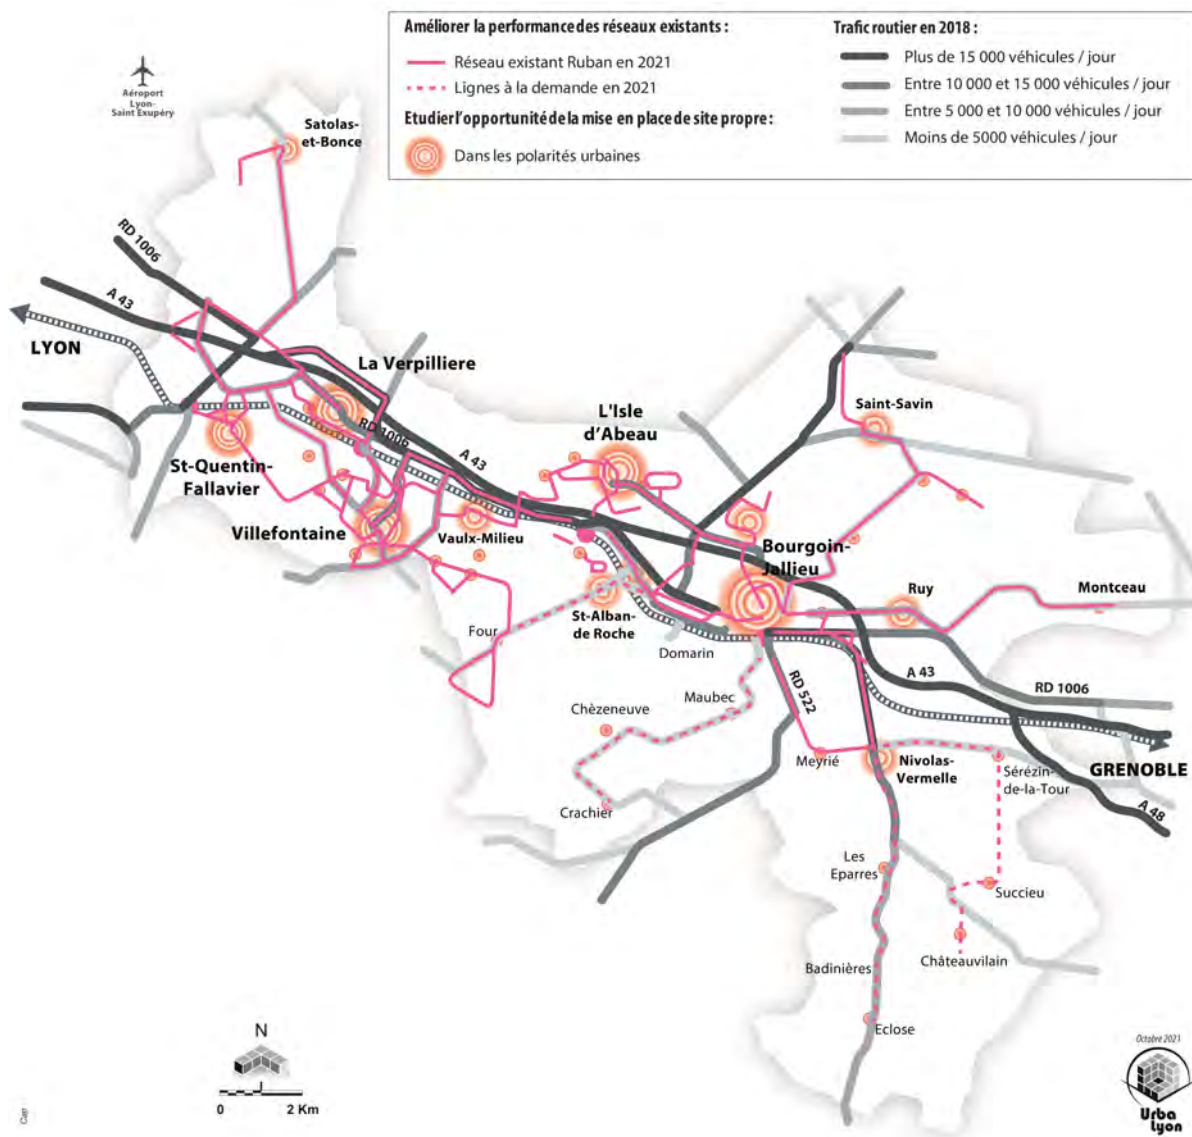 Améliorer la performance des réseaux existants :
Réseau existant Ruban en 2021
Lignes à la demande en 2021
Etudier l'opportunité de la mise en place de site propre :
Dans les polarités urbaines
Trafic routier en 2018 :
Plus de 15 000 véhicules / jour
Entre 10 000 et 15 000 véhicules / jour
Entre 5 000 et 10 000 véhicules / jour
Moins de 5000 véhicules / jour
Aéroport
Lyon-
Saint Exupéry
Satolas-
et-Bonce
RD 1006
A 43
LYON
La Verpilliere
RD 1006
A 43
L'Isle
d'Abeau
Saint-Savin
St-Quentin-
Fallavier
Villefontaine
Vaulx-Milieu
Bourgoin-
Jallieu
Ruy
Montceau
St-Alban-
de Roche
Four
Domarin
A 43
RD 1006
RD 522
Maubec
Chèzeneuve
Meyrié
Nivolas-
Vermelle
Sérézin-
de-la-Tour
GRENOBLE
A 48
Crachier
Les
Eparres
Succieu
Badinières
Châteauvilain
Eclose
N
0 2 Km
Octobre 2021
Urba
Lyon